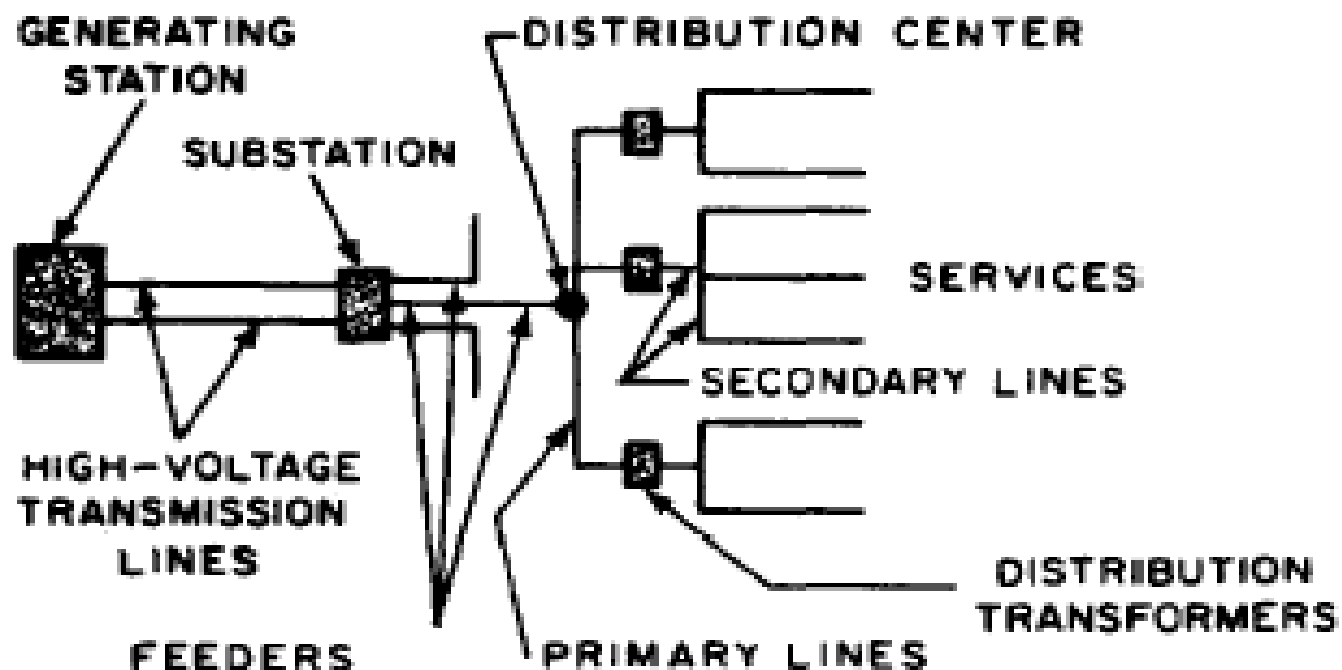 GENERATING
STATION
DISTRIBUTION CENTER
SUBSTATION
SERVICES
SECONDARY LINES
HIGH-VOLTAGE
TRANSMISSION
LINES
DISTRIBUTION
TRANSFORMERS
FEEDERS
PRIMARY LINES